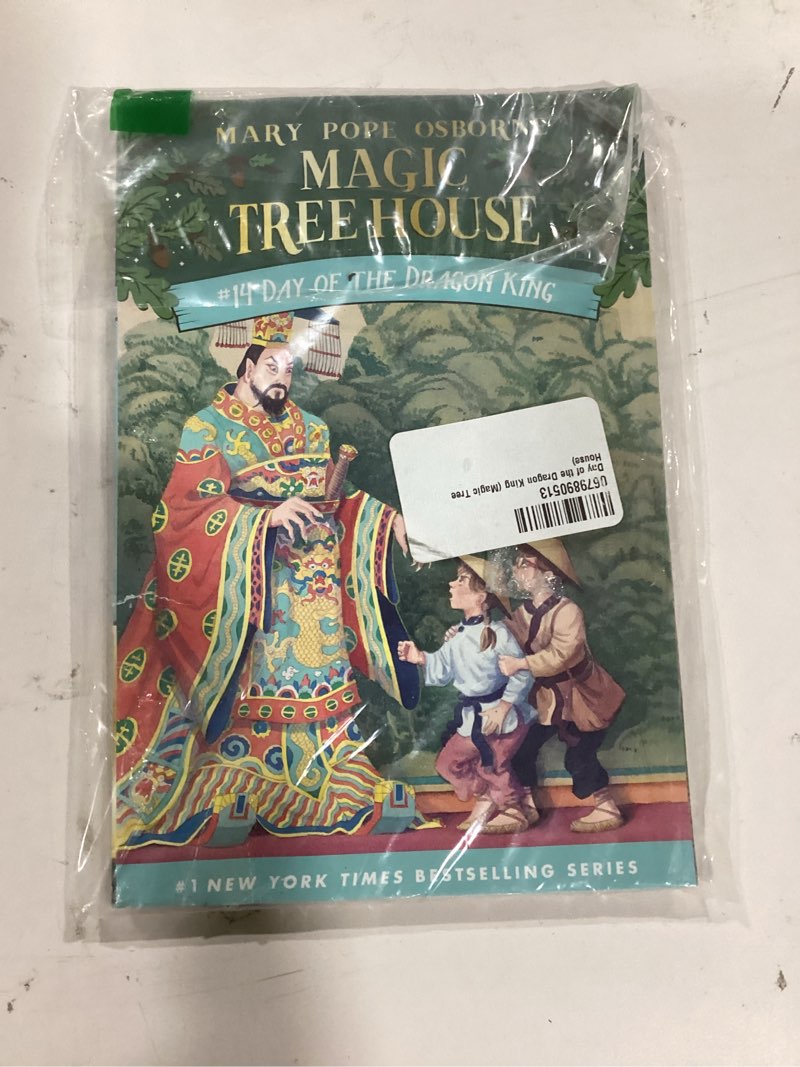 MARY POPE OSBORNE
MAGIC
TREE HOUSE
#14 DAY OF THE DRAGON KING
U679890513
Day of the Dragon King (Magic Tree
House)
#1 NEW YORK TIMES BESTSELLING SERIES